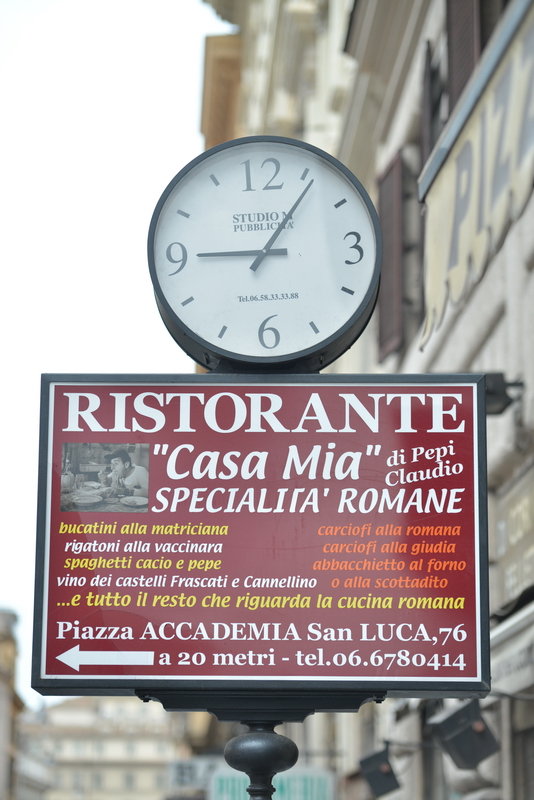 12
STUDIO M
PUBBLICITA'
9
3
Tel.06.58.33.33.88
6
PIZZ
RISTORANTE
"Casa Mia" di Pepi Claudio
SPECIALITA' ROMANE
bucatini alla matriciana
rigatoni alla vaccinara
spaghetti cacio e pepe
vino dei castelli Frascati e Cannellino
carciofi alla romana
carciofi alla giudia
abbacchietto al forno
o alla scottadito
...e tutto il resto che riguarda la cucina romana
Piazza ACCADEMIA San LUCA,76
a 20 metri - tel.06.6780414